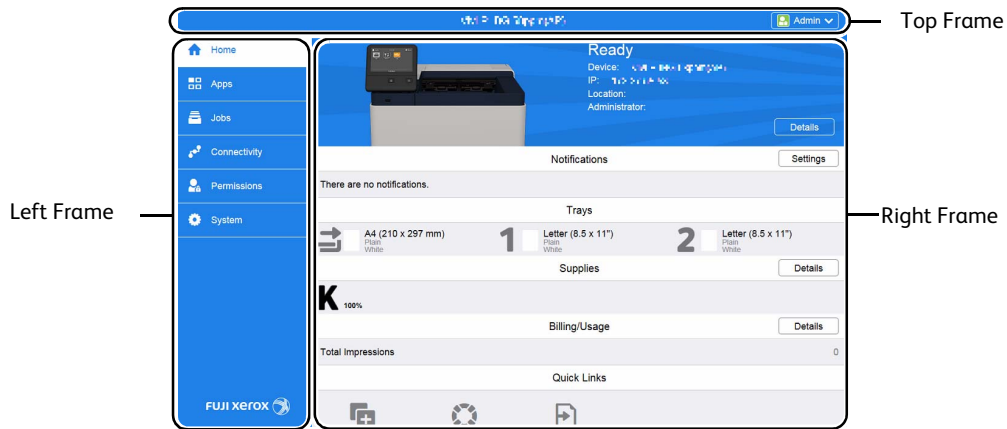 Admin
Top Frame
Home
Apps
Jobs
Connectivity
Permissions
System
FUJI xerox
Left Frame
Ready
Device:
IP:
Location:
Administrator:
Details
Notifications
Settings
There are no notifications.
Trays
A4 (210 x 297 mm)
Plain
White
1
Letter (8.5 x 11")
Plain
White
2
Letter (8.5 x 11")
Plain
White
Right Frame
Supplies
Details
K 100%
Billing/Usage
Details
Total Impressions 0
Quick Links